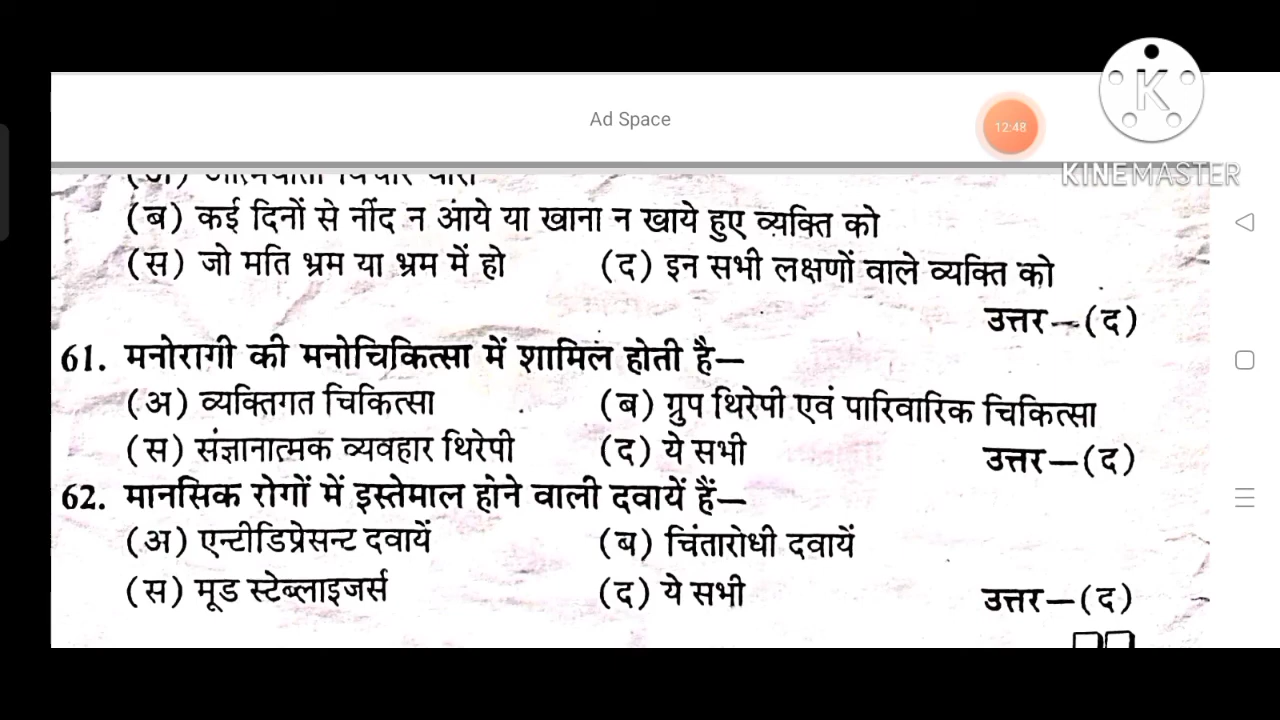 Ad Space
12:48
K
KINEMASTER
(ब) कई दिनों से नींद न आंये या खाना न खाये हुए व्यक्ति को
(स) जो मति भ्रम या भ्रम में हो (द) इन सभी लक्षणों वाले व्यक्ति को
उत्तर—(द)
61. मनोरागी की मनोचिकित्सा में शामिल होती है—
(अ) व्यक्तिगत चिकित्सा (ब) ग्रुप थिरेपी एवं पारिवारिक चिकित्सा
(स) संज्ञानात्मक व्यवहार थिरेपी (द) ये सभी उत्तर—(द)
62. मानसिक रोगों में इस्तेमाल होने वाली दवायें हैं—
(अ) एन्टीडिप्रेसन्ट दवायें (ब) चिंतारोधी दवायें
(स) मूड स्टेब्लाइजर्स (द) ये सभी उत्तर—(द)